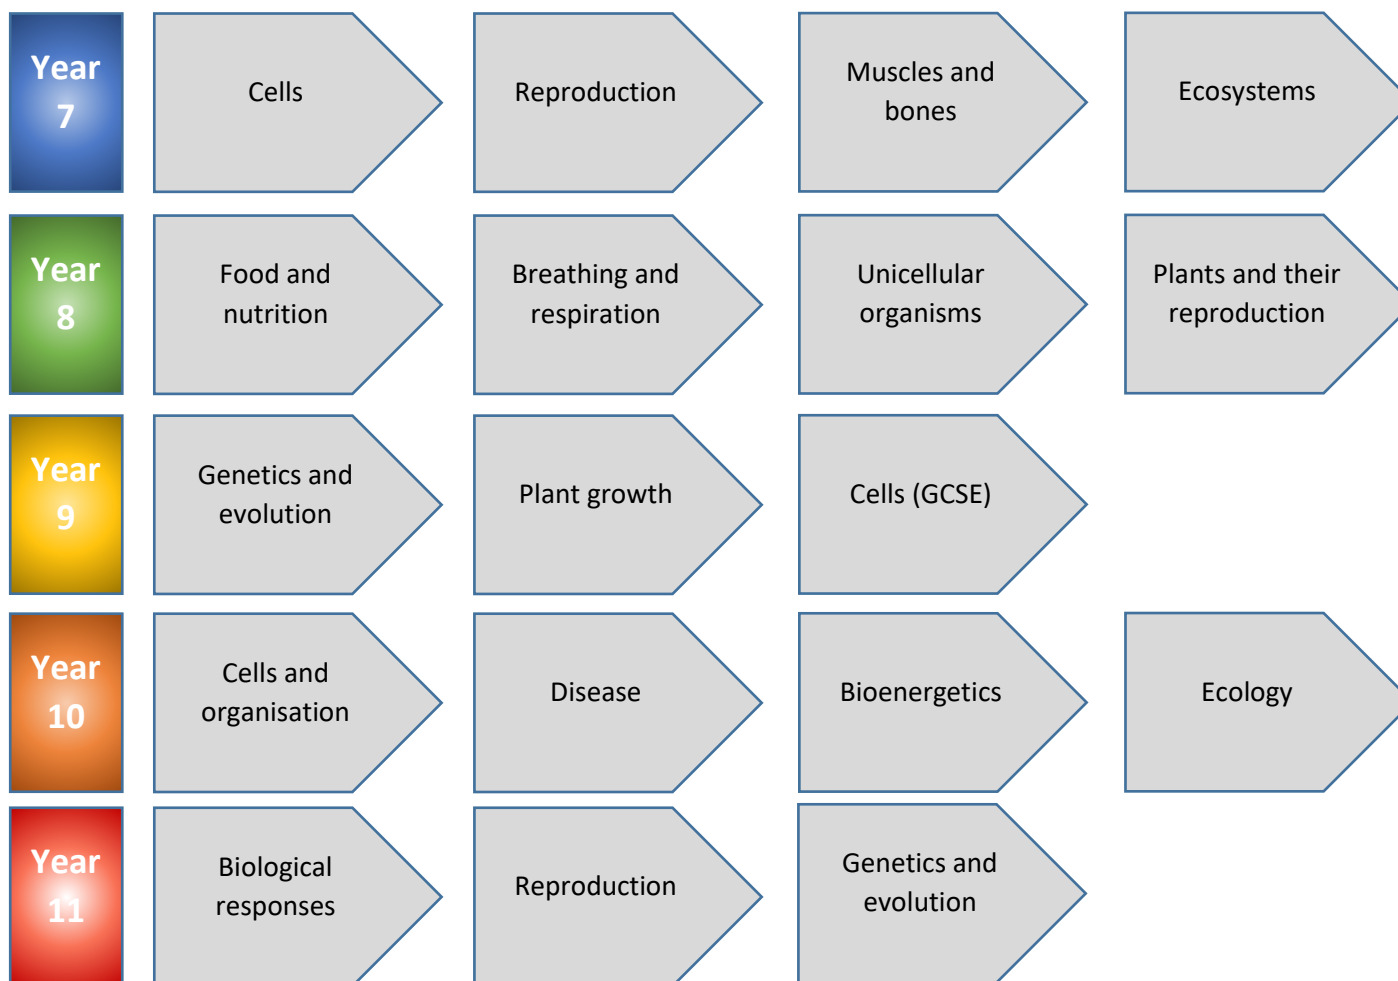 Year
7
Cells
Reproduction
Muscles and
bones
Ecosystems
Year
8
Food and
nutrition
Breathing and
respiration
Unicellular
organisms
Plants and their
reproduction
Year
9
Genetics and
evolution
Plant growth
Cells (GCSE)
Year
10
Cells and
organisation
Disease
Bioenergetics
Ecology
Year
11
Biological
responses
Reproduction
Genetics and
evolution